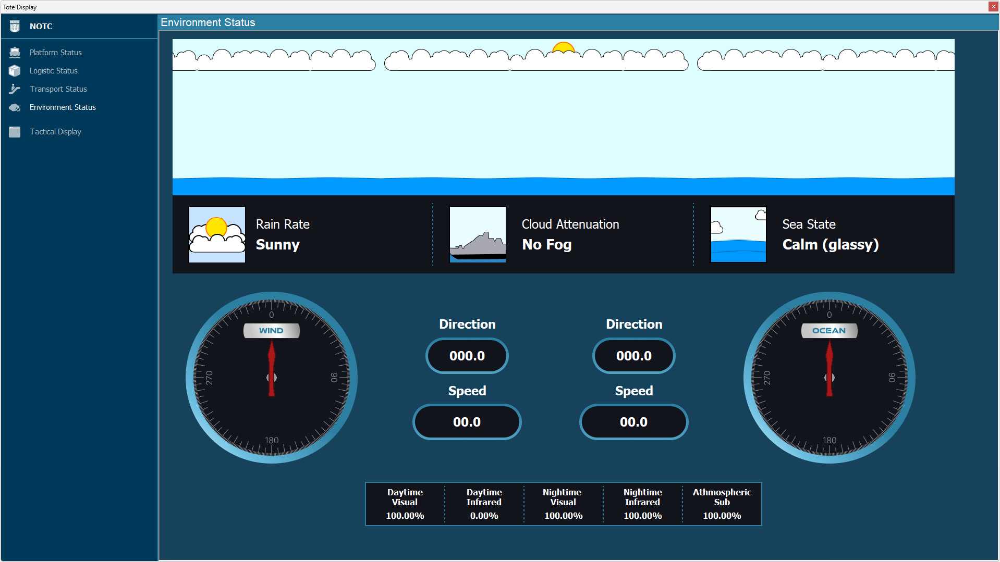 Tote Display
x
NOTC
Environment Status
Platform Status
Logistic Status
Transport Status
Environment Status
Tactical Display
Rain Rate
Sunny
Cloud Attenuation
No Fog
Sea State
Calm (glassy)
0
WIND
270
90
180
Direction
000.0
Speed
00.0
Direction
000.0
Speed
00.0
0
OCEAN
270
90
180
Daytime
Visual
100.00%
Daytime
Infrared
0.00%
Nightime
Visual
100.00%
Nightime
Infrared
100.00%
Athmospheric
Sub
100.00%